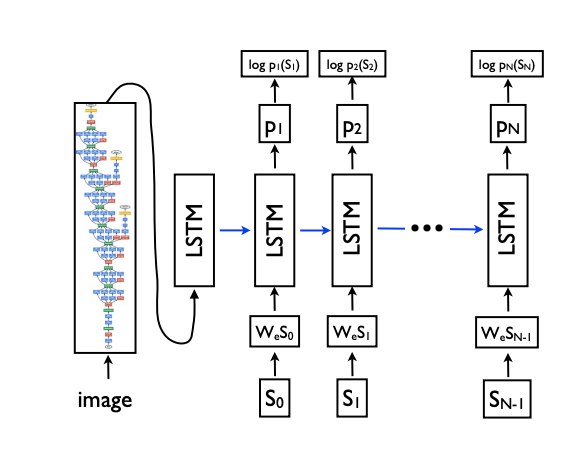 log p₁(S₁) log p₂(S₂) log pN(SN)
p₁ p₂ pN
LSTM LSTM LSTM ••• LSTM
WₑS₀ WₑS₁ WₑSN-1
image S₀ S₁ SN-1